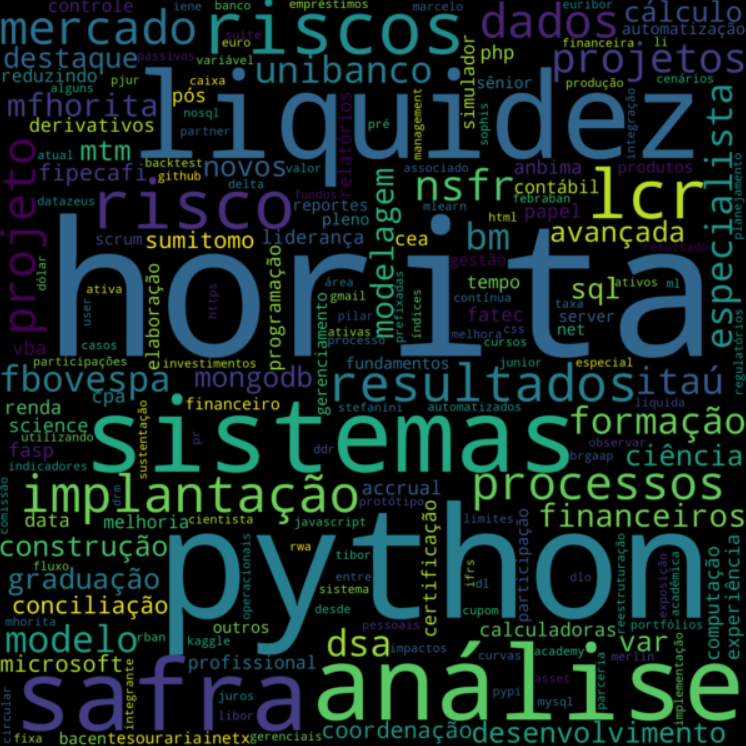 controle
iene
banco
empréstimos
marcelo
euribor
cálculo
mercado
riscos
dados
automatização
suite
euro
passivos
financeira
li
destaque
unibanco
php
projetos
reduzindo
variável
pjur
alguns
caixa
simulador
sênior
produção
cenários
liquidez
mfhorita
pós
nosql
partner
pré
sophis
management
integração
especialista
derivativos
relatórios
atual
mtm
backtest
github
valor
associado
anbima
produtos
projeto
fipecafi
novos
modelagem
nsfr
contábil
lcr
planejamento
datazeus
delta
fundos
mlearn
febraban
risco
reportes
pleno
html
papel
scrum
sumitomo
liderança
cea
bm
avançada
resultado
dólar
horita
ativa
user
https
elaboração
programação
área
gmail
ativas
processo
pilar
índices
prefixadas
gestão
tempo
contínua
melhora
fatec
css
cursos
sql
taxa
server
net
ativos
ml
regulatórios
vba
casos
participações
investimentos
gerenciamento
fundamentos
junior
especial
fbovespa
cpa
mongodb
resultados
itaú
renda
science
utilizando
financeiro
stefanini
automatizados
líquida
formação
fasp
indicadores
sistemas
sustentação
pr
ddr
observar
brgaap
ciência
implantação
accrual
processos
comissão
data
melhoria
cientista
drm
javascript
protótipo
limites
certificação
participação
financeiros
construção
fluxo
python
rwa
tibor
entre
sistema
desde
ifrs
dl
cupom
dlo
reestruturação
exposição
acadêmica
computação
experiência
graduação
operacionais
conciliação
mhorita
outros
portfólios
modelo
rban
kaggle
dsa
pessoais
calculadoras
var
microsoft
integrante
profissional
impactos
curvas
academy
merlin
implementação
safra
juros
libor
análise
pypi
mysql
asset
parceria
circular
fixa
bacen
tesourariainetx
gerenciais
coordenação
desenvolvimento